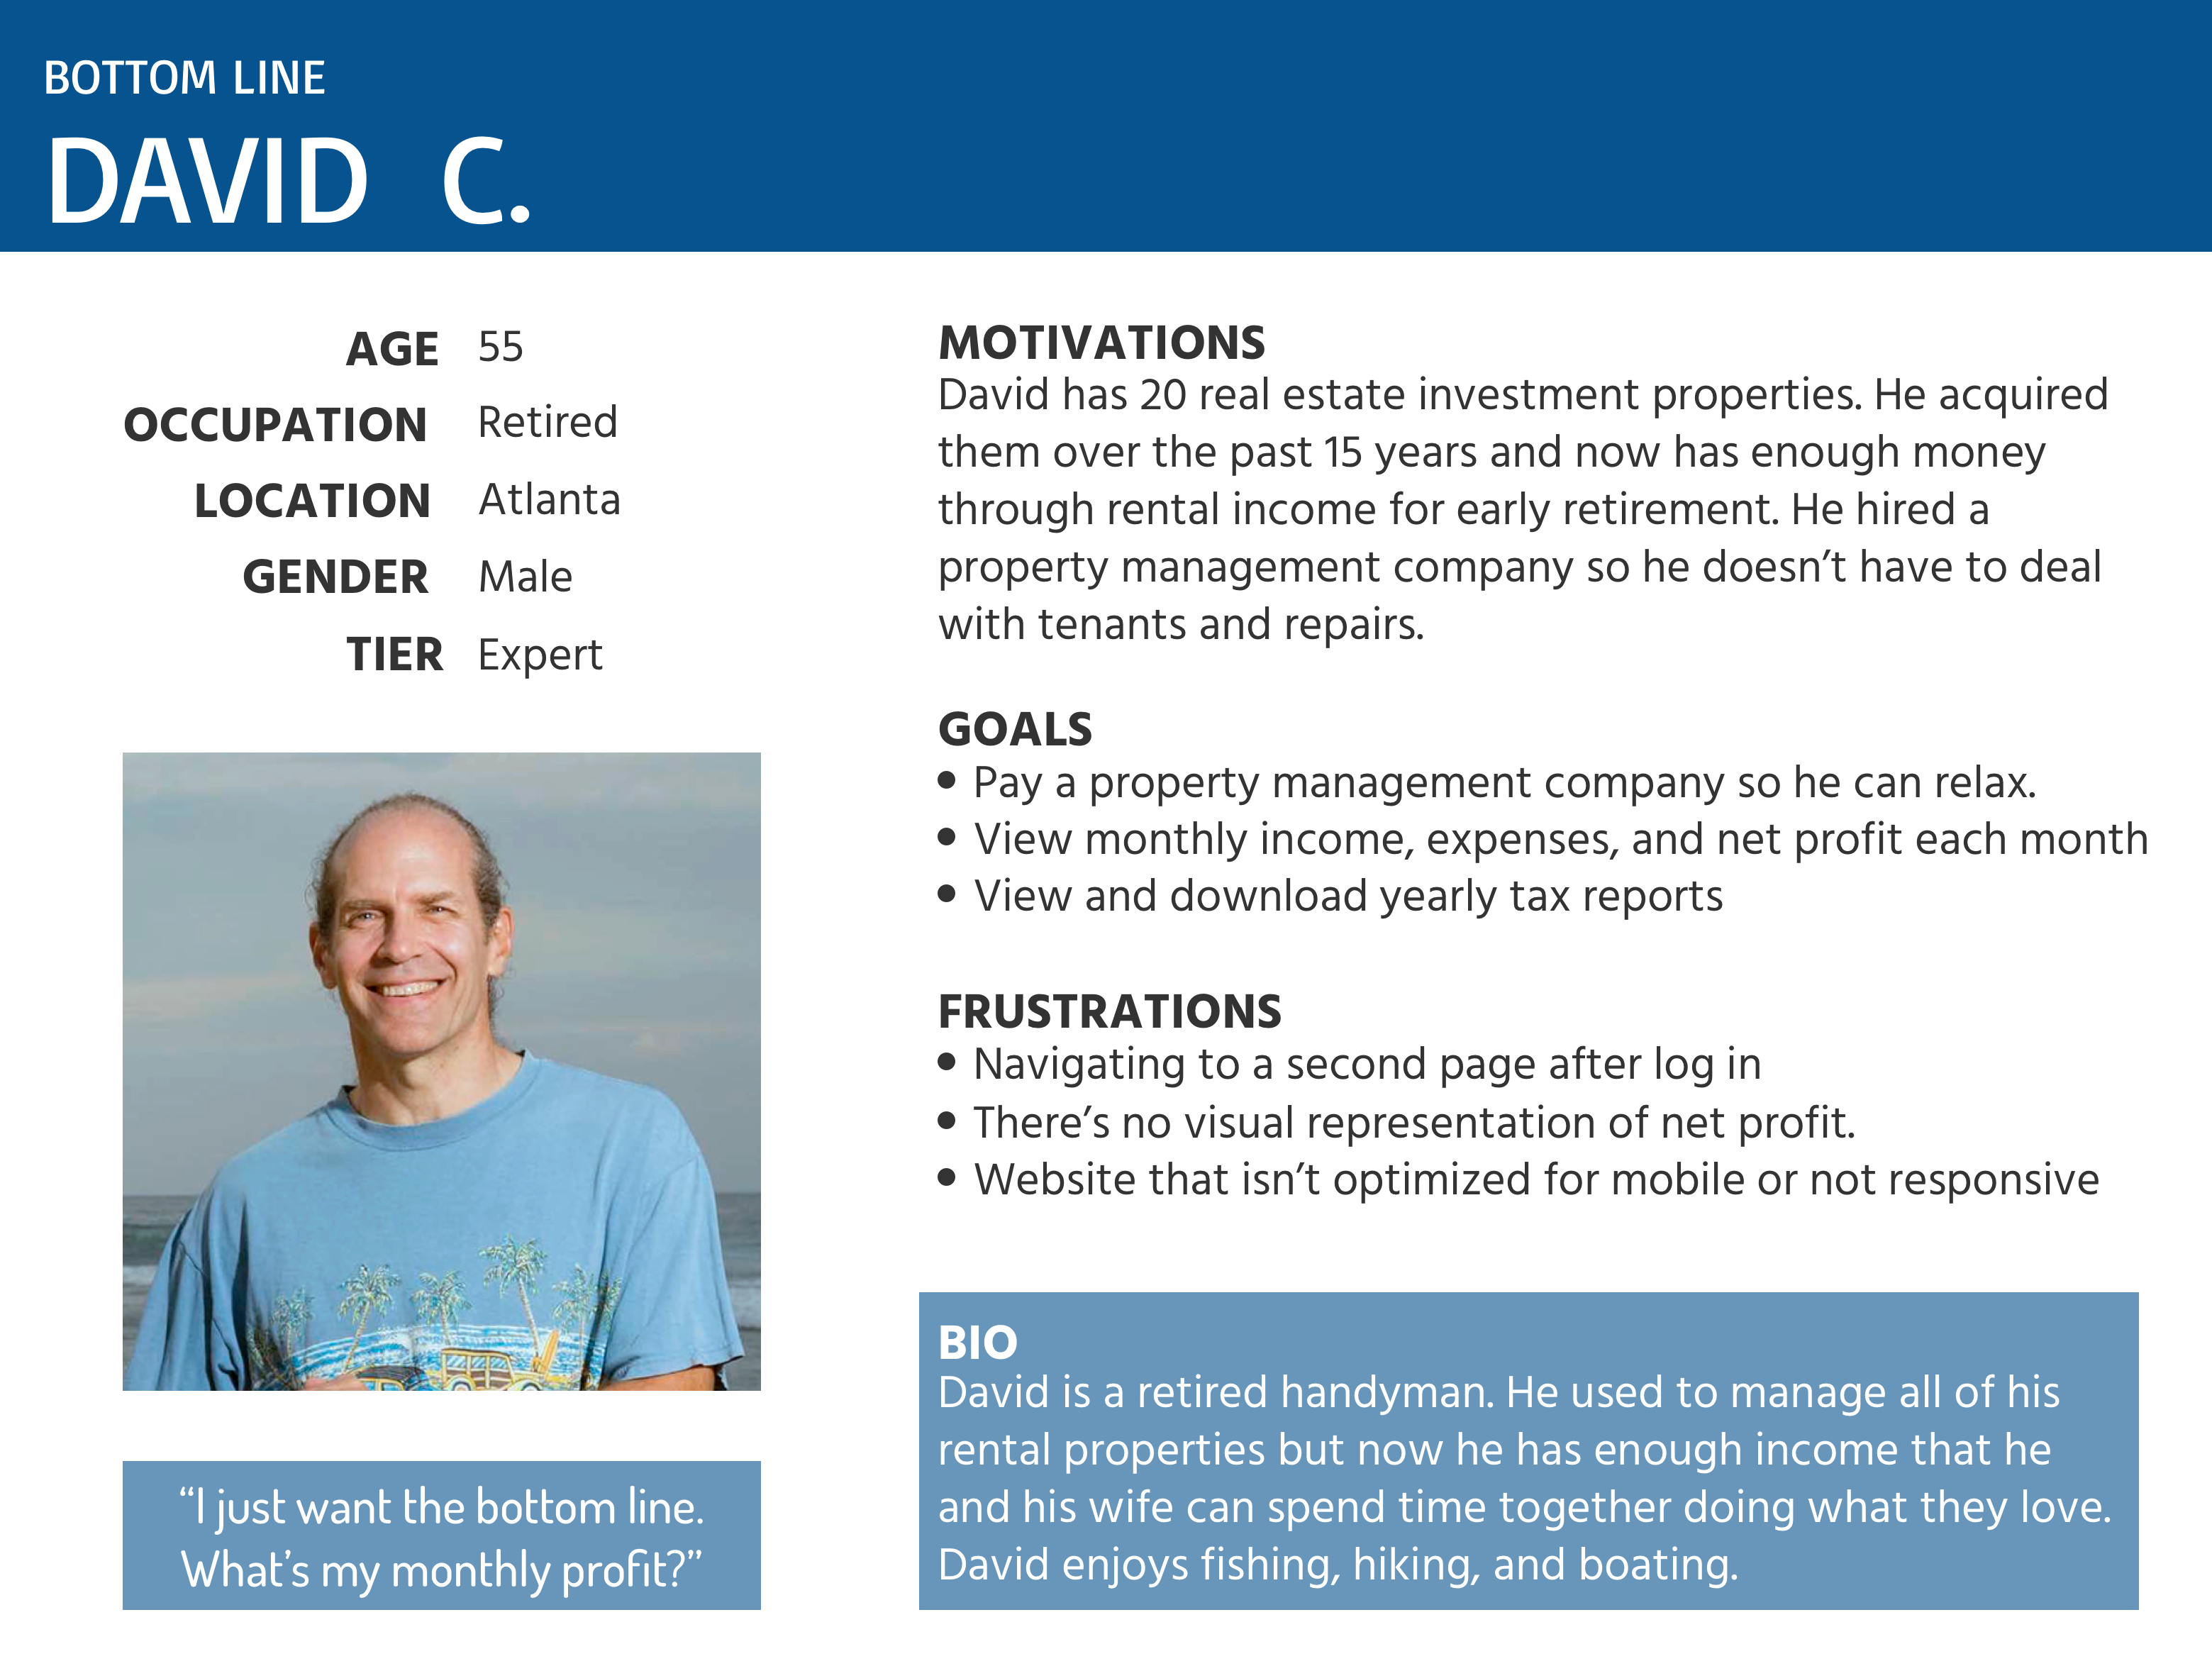 BOTTOM LINE
DAVID C.
AGE 55
OCCUPATION Retired
LOCATION Atlanta
GENDER Male
TIER Expert
“I just want the bottom line.
What’s my monthly profit?”
MOTIVATIONS
David has 20 real estate investment properties. He acquired
them over the past 15 years and now has enough money
through rental income for early retirement. He hired a
property management company so he doesn’t have to deal
with tenants and repairs.
GOALS
• Pay a property management company so he can relax.
• View monthly income, expenses, and net profit each month
• View and download yearly tax reports
FRUSTRATIONS
• Navigating to a second page after log in
• There’s no visual representation of net profit.
• Website that isn’t optimized for mobile or not responsive
BIO
David is a retired handyman. He used to manage all of his
rental properties but now he has enough income that he
and his wife can spend time together doing what they love.
David enjoys fishing, hiking, and boating.